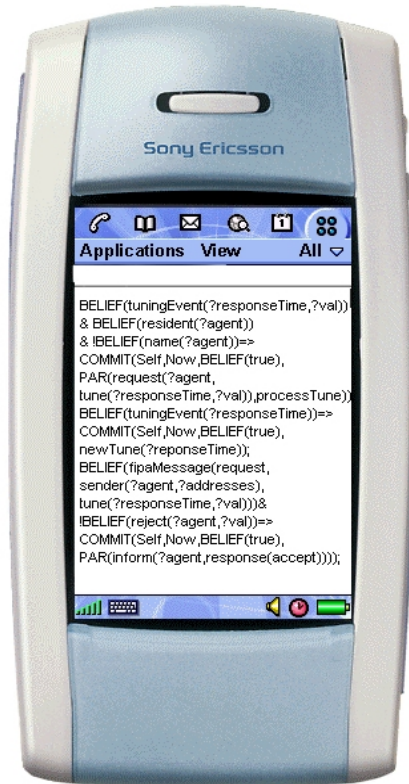 Sony Ericsson
1
Applications View All
BELIEF(tuningEvent(?responseTime,?val))
& BELIEF(resident(?agent))
& !BELIEF(name(?agent))=>
COMMIT(Self,Now,BELIEF(true),
PAR(request(?agent,
tune(?responseTime,?val)),processTune))
BELIEF(tuningEvent(?responseTime))=>
COMMIT(Self,Now,BELIEF(true),
newTune(?reponseTime));
BELIEF(fipaMessage(request,
sender(?agent,?addresses),
tune(?responseTime,?val)))&
!BELIEF(reject(?agent,?val))=>
COMMIT(Self,Now,BELIEF(true),
PAR(inform(?agent,response(accept))));